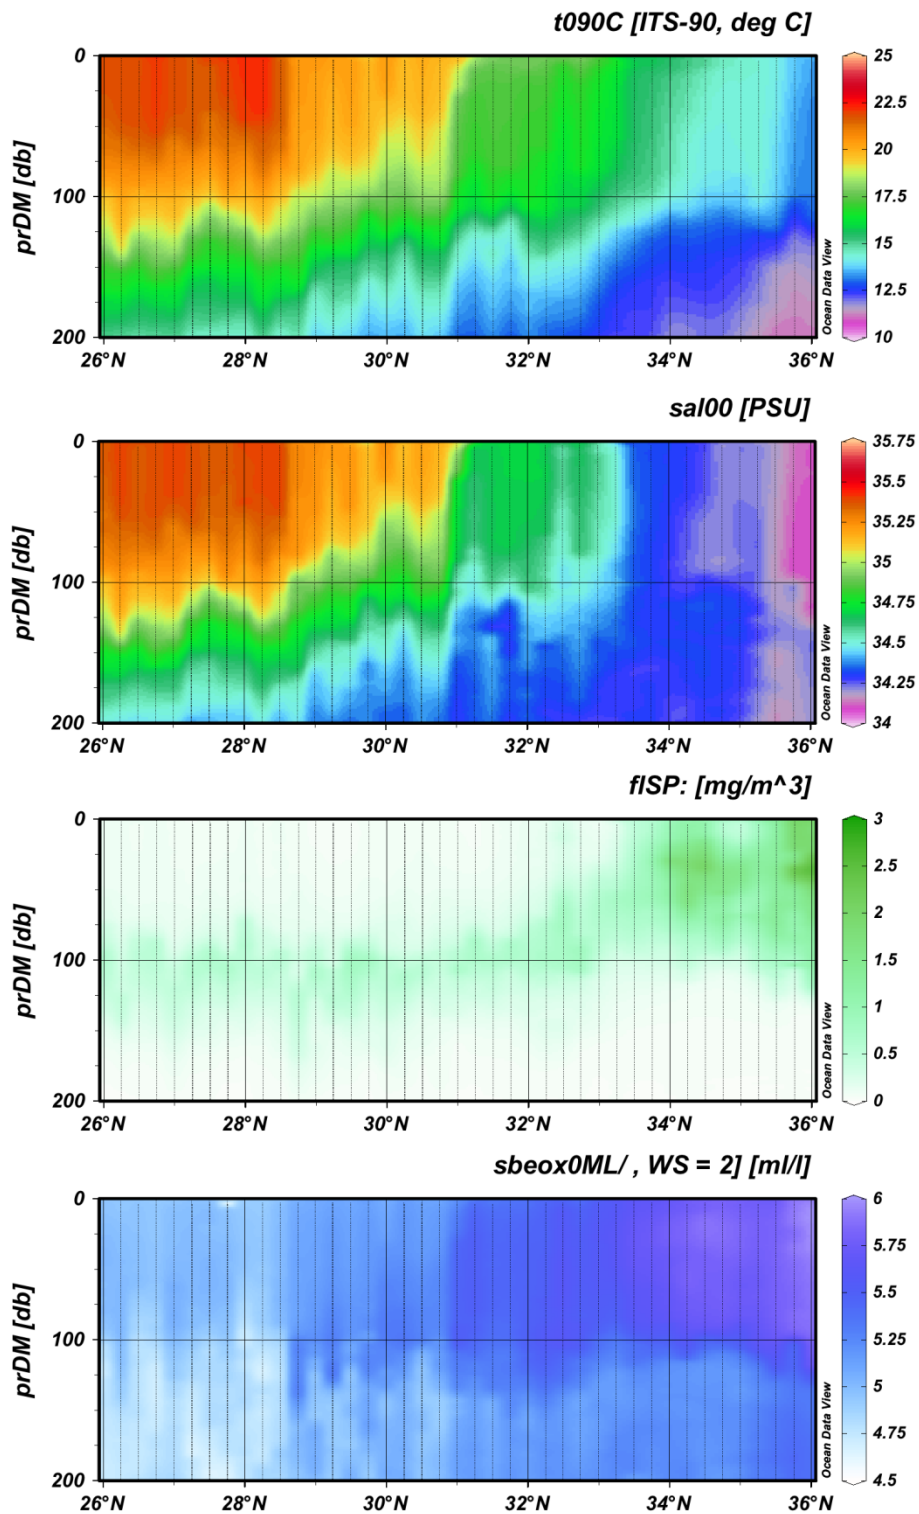 t090C [ITS-90, deg C]
prDM [db]
0
100
200
26°N 28°N 30°N 32°N 34°N 36°N
Ocean Data View
25
22.5
20
17.5
15
12.5
10
sal00 [PSU]
prDM [db]
0
100
200
26°N 28°N 30°N 32°N 34°N 36°N
Ocean Data View
35.75
35.5
35.25
35
34.75
34.5
34.25
34
flSP: [mg/m^3]
prDM [db]
0
100
200
26°N 28°N 30°N 32°N 34°N 36°N
Ocean Data View
3
2.5
2
1.5
1
0.5
0
sbeox0ML/ , WS = 2] [ml/l]
prDM [db]
0
100
200
26°N 28°N 30°N 32°N 34°N 36°N
Ocean Data View
6
5.75
5.5
5.25
5
4.75
4.5